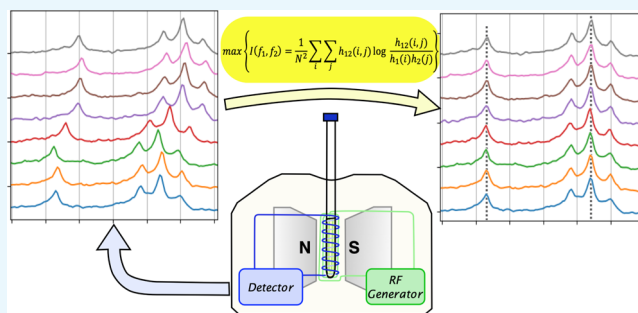 max { I(f₁, f₂) = 1/N² ∑ᵢ ∑ⱼ h₁₂(i, j) log h₁₂(i, j) / h₁(i)h₂(j) }
N S
Detector
RF
Generator